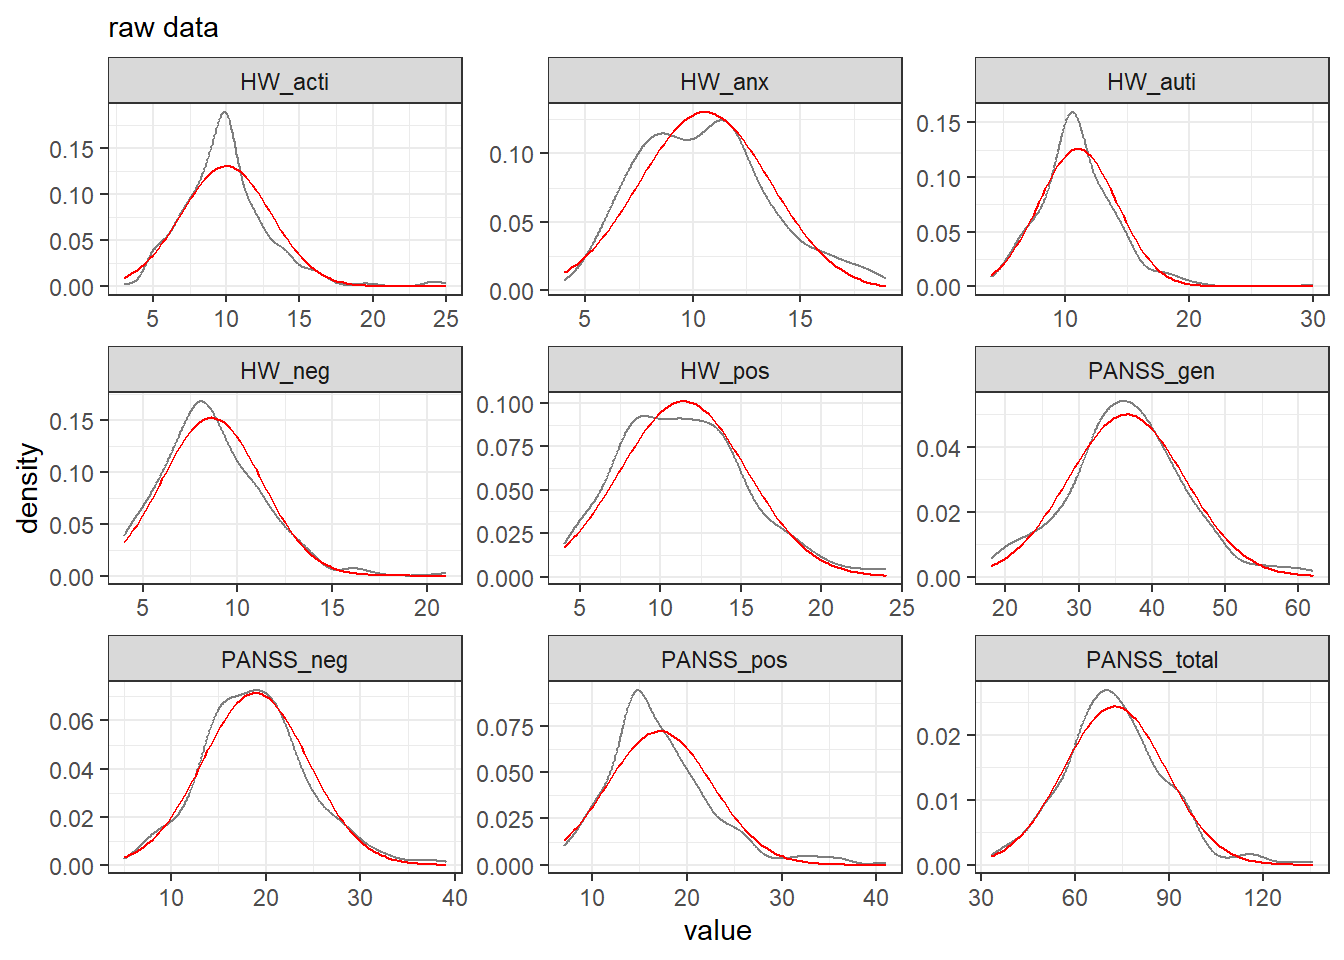 raw data
HW_acti HW_anx HW_auti
0.15 0.10 0.05 0.00
5 10 15 20 25
0.10 0.05 0.00
5 10 15
0.15 0.10 0.05 0.00
10 20 30
HW_neg HW_pos PANSS_gen
0.15 0.10 0.05 0.00
5 10 15 20
0.100 0.075 0.050 0.025 0.000
5 10 15 20 25
0.04 0.02 0.00
20 30 40 50 60
PANSS_neg PANSS_pos PANSS_total
0.06 0.04 0.02 0.00
10 20 30 40
0.075 0.050 0.025 0.000
10 20 30 40
0.02 0.01 0.00
30 60 90 120
density
value